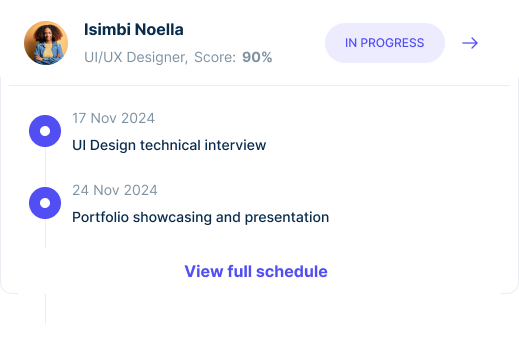 Isimbi Noella
UI/UX Designer, Score: 90%
IN PROGRESS
17 Nov 2024
UI Design technical interview
24 Nov 2024
Portfolio showcasing and presentation
View full schedule